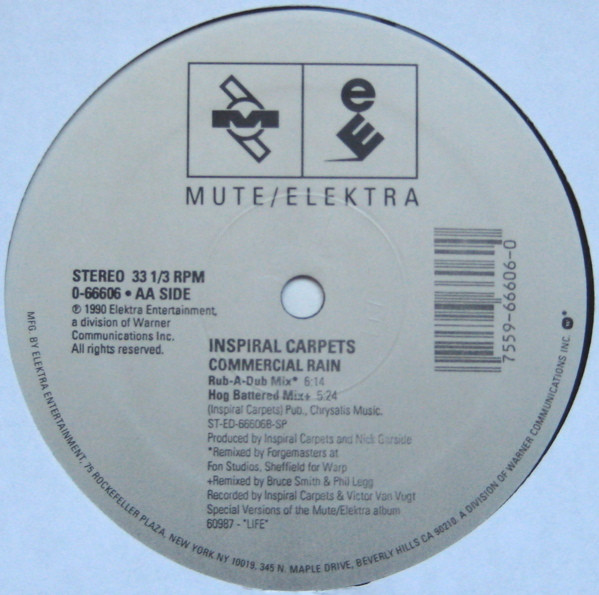 M
e
E
MUTE/ELEKTRA
STEREO 33 1/3 RPM
0-66606 • AA SIDE
℗ 1990 Elektra Entertainment,
a division of Warner
Communications Inc.
All rights reserved.
7559-66606-0
INSPIRAL CARPETS
COMMERCIAL RAIN
Rub-A-Dub Mix* 6:14
Hog Battered Mix+ 5:24
(Inspiral Carpets) Pub., Chrysalis Music.
ST-ED-66606B-SP
Produced by Inspiral Carpets and Nick Garside
*Remixed by Forgemasters at
Fon Studios, Sheffield for Warp
+Remixed by Bruce Smith & Phil Legg
Recorded by Inspiral Carpets & Victor Van Vugt
Special Versions of the Mute/Elektra album
60987 - "LIFE"
MFG. BY ELEKTRA ENTERTAINMENT, 75 ROCKEFELLER PLAZA, NEW YORK NY 10019, 345 N. MAPLE DRIVE, BEVERLY HILLS CA 90210. A DIVISION OF WARNER COMMUNICATIONS INC.